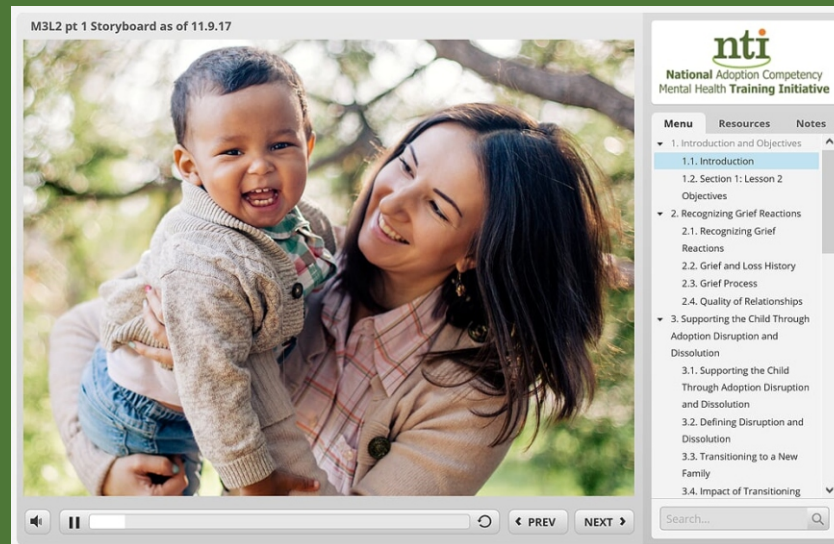 M3L2 pt 1 Storyboard as of 11.9.17
nti
National Adoption Competency
Mental Health Training Initiative
Menu Resources Notes
1. Introduction and Objectives
1.1. Introduction
1.2. Section 1: Lesson 2
Objectives
2. Recognizing Grief Reactions
2.1. Recognizing Grief
Reactions
2.2. Grief and Loss History
2.3. Grief Process
2.4. Quality of Relationships
3. Supporting the Child Through
Adoption Disruption and
Dissolution
3.1. Supporting the Child
Through Adoption Disruption
and Dissolution
3.2. Defining Disruption and
Dissolution
3.3. Transitioning to a New
Family
3.4. Impact of Transitioning
Search...
PREV NEXT